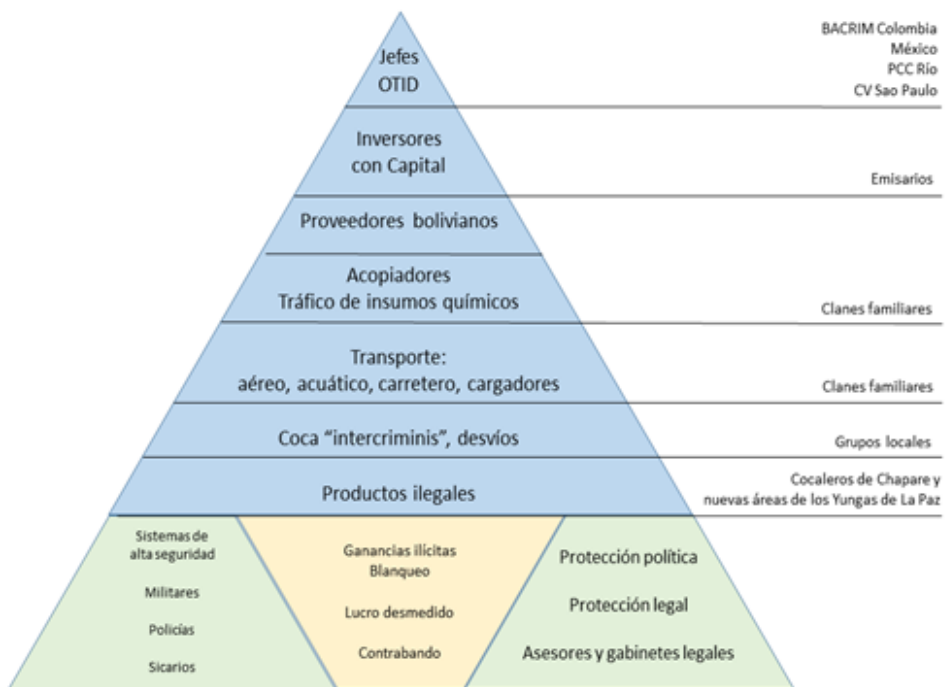 Jefes
OTID
BACRIM Colombia
México
PCC Río
CV Sao Paulo
Inversores
con Capital
Emisarios
Proveedores bolivianos
Acopiadores
Tráfico de insumos químicos
Clanes familiares
Transporte:
aéreo, acuático, carretero, cargadores
Clanes familiares
Coca “intercriminis”, desvíos
Grupos locales
Productos ilegales
Cocaleros de Chapare y
nuevas áreas de los Yungas de La Paz
Sistemas de
alta seguridad
Militares
Policías
Sicarios
Ganancias ilícitas
Blanqueo
Lucro desmedido
Contrabando
Protección política
Protección legal
Asesores y gabinetes legales